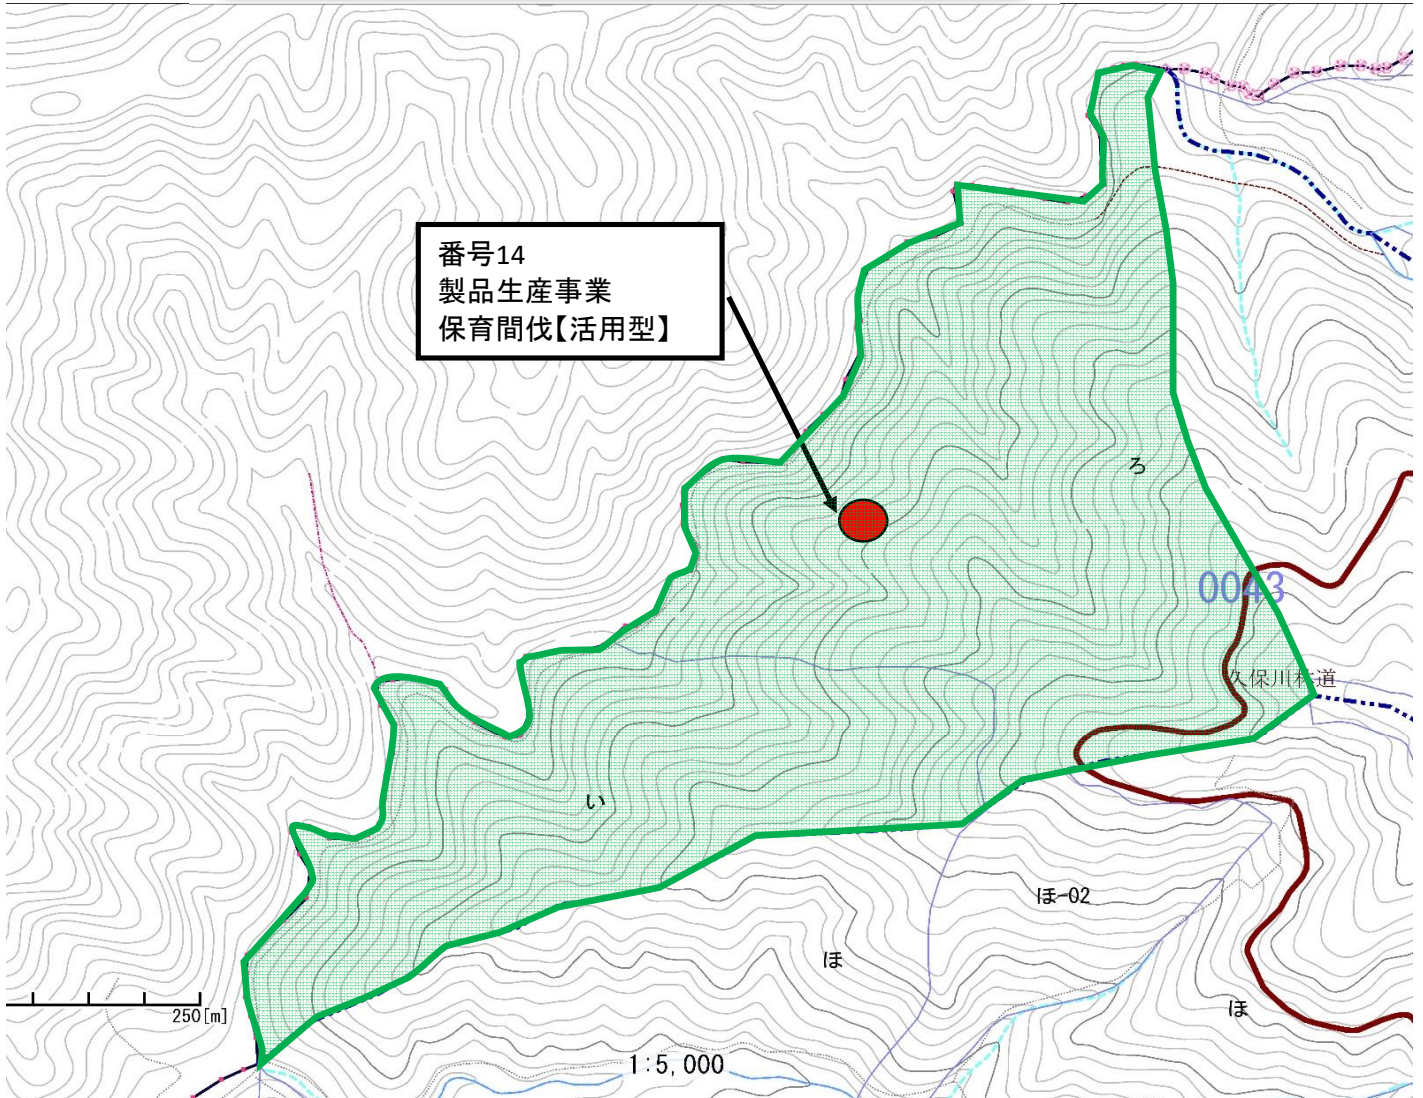 番号14
製品生産事業
保育間伐【活用型】
ろ
0043
久保川林道
い
ほ-02
ほ
ほ
250[m]
1:5,000